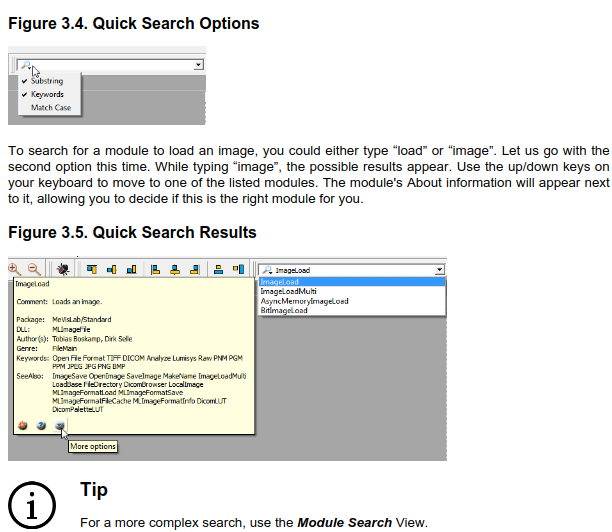 Figure 3.4. Quick Search Options
Substring
Keywords
Match Case
To search for a module to load an image, you could either type “load” or “image”. Let us go with the
second option this time. While typing “image”, the possible results appear. Use the up/down keys on
your keyboard to move to one of the listed modules. The module's About information will appear next
to it, allowing you to decide if this is the right module for you.
Figure 3.5. Quick Search Results
ImageLoad
ImageLoad
ImageLoadMulti
AsyncMemoryImageLoad
BitImageLoad
ImageLoad
Comment: Loads an image.
Package: MeVisLab/Standard
DLL: MLImageFile
Author(s): Tobias Boskamp, Dirk Selle
Genre: FileMain
Keywords: Open File Format TIFF DICOM Analyze Lumisys Raw PNM PGM
PPM JPEG JPG PNG BMP
SeeAlso: ImageSave OpenImage SaveImage MakeName ImageLoadMulti
LoadBase FileDirectory DicomBrowser LocalImage
MLImageFormatLoad MLImageFormatSave
MLImageFormatFileCache MLImageFormatInfo DicomLUT
DicomPaletteLUT
More options
i
Tip
For a more complex search, use the Module Search View.